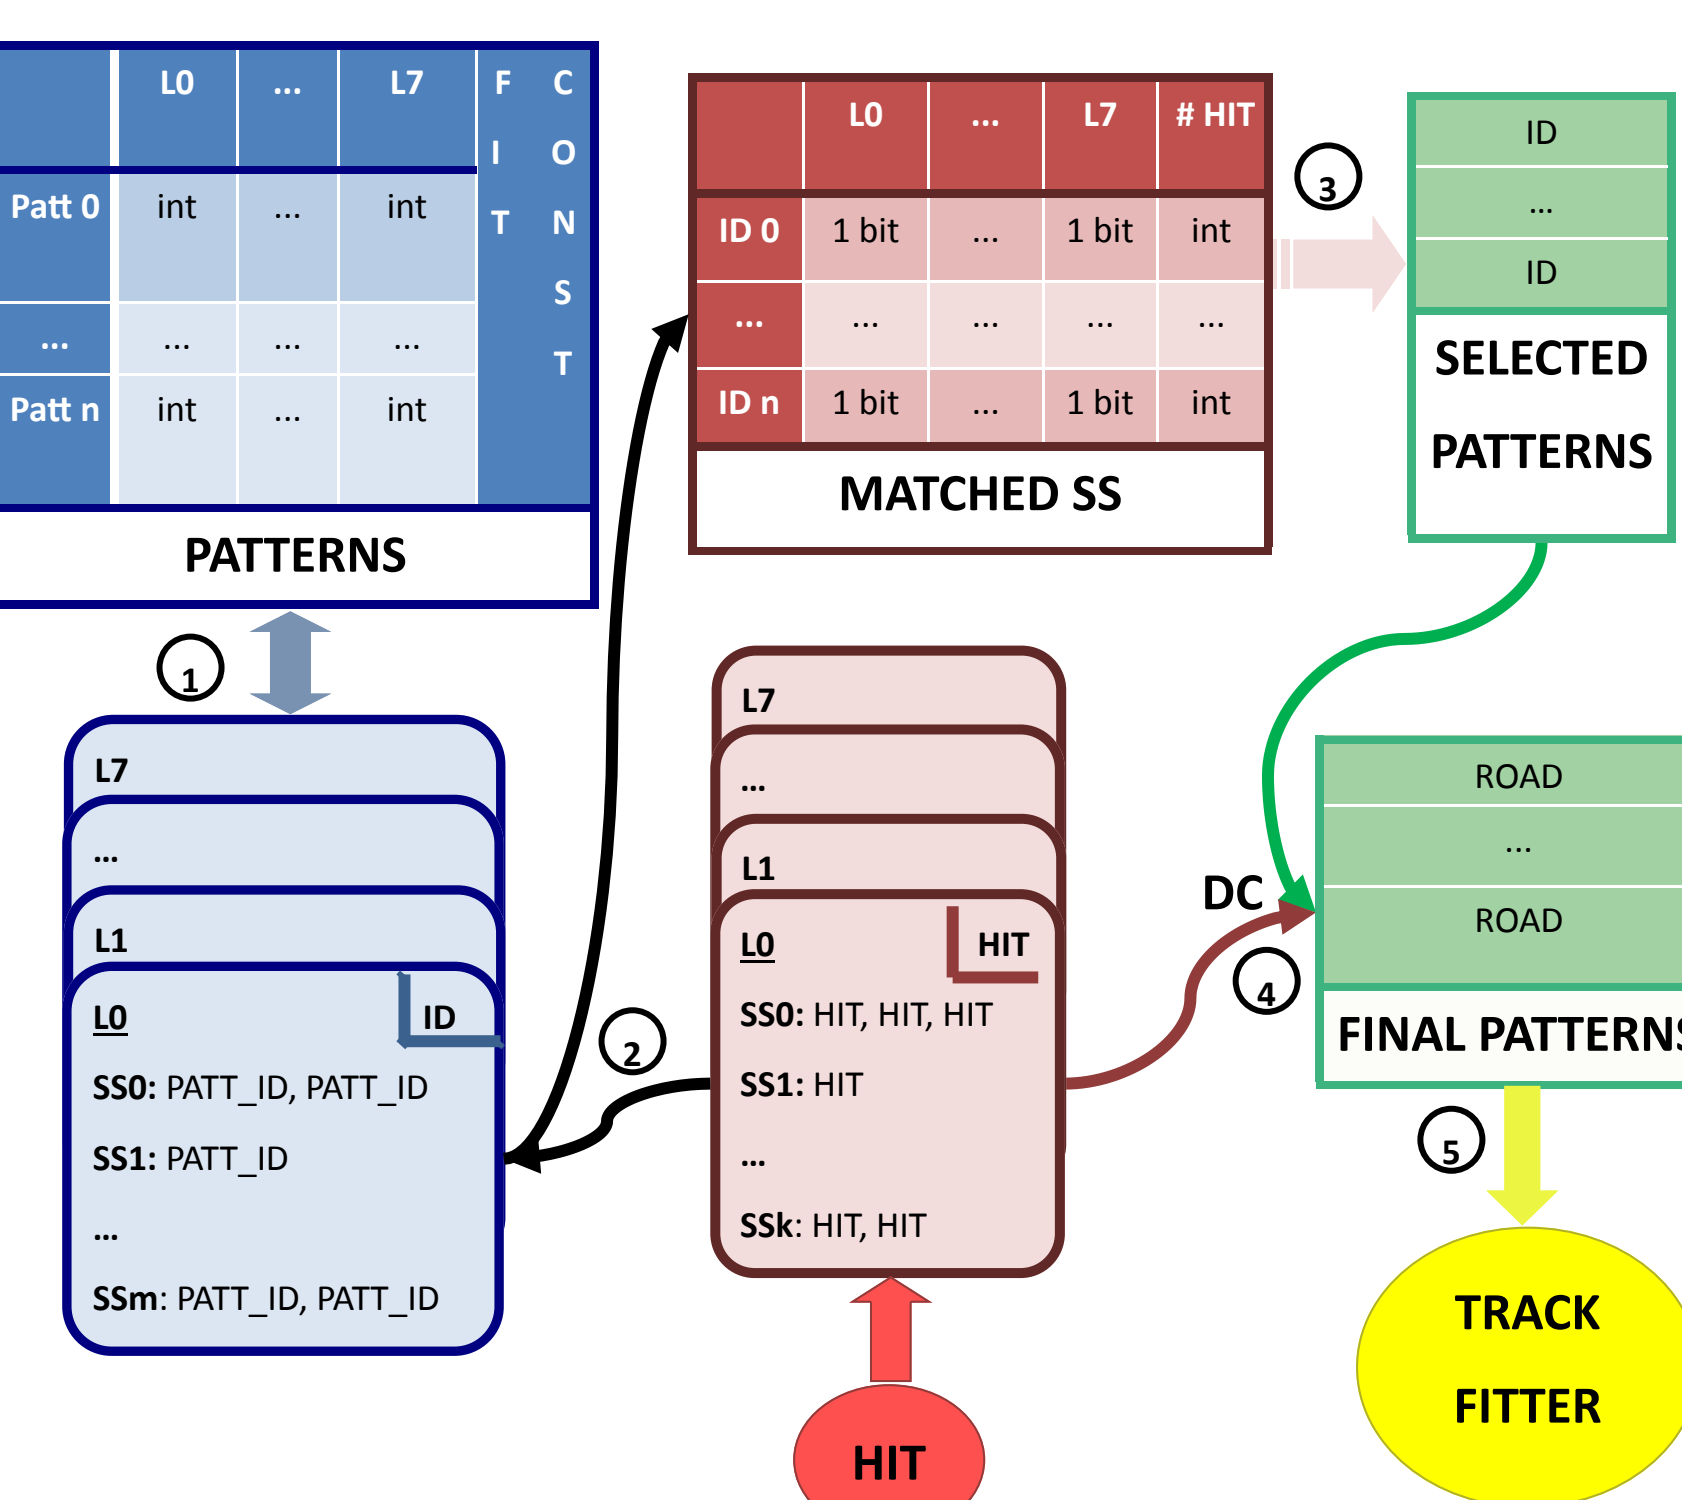 L0 ... L7
FIT CONST
Patt 0 int ... int
... ... ... ...
Patt n int ... int
PATTERNS
L0 ... L7 # HIT
ID 0 1 bit ... 1 bit int
... ... ... ... ...
ID n 1 bit ... 1 bit int
MATCHED SS
3
ID
...
ID
SELECTED
PATTERNS
1
L7
...
L1
L0 ID
SS0: PATT_ID, PATT_ID
SS1: PATT_ID
...
SSm: PATT_ID, PATT_ID
2
L7
...
L1
L0 HIT
SS0: HIT, HIT, HIT
SS1: HIT
...
SSk: HIT, HIT
HIT
DC
4
ROAD
...
ROAD
FINAL PATTERNS
5
TRACK
FITTER